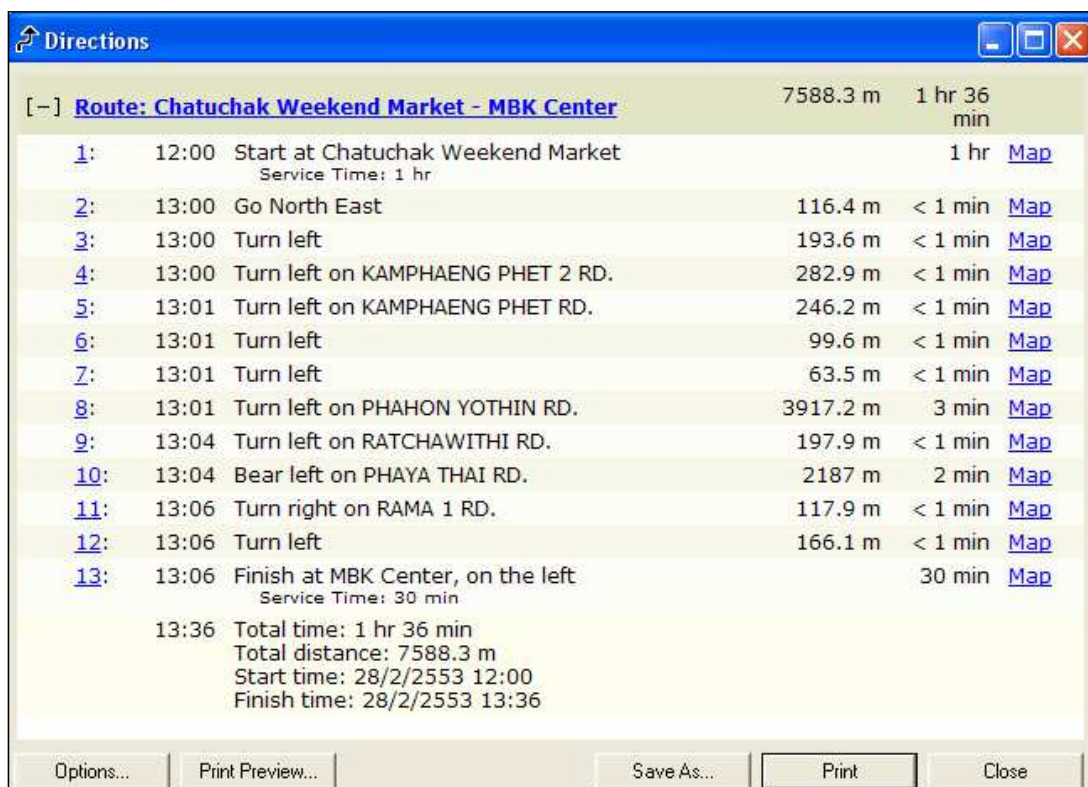 Directions
[-] Route: Chatuchak Weekend Market - MBK Center 7588.3 m 1 hr 36 min
1: 12:00 Start at Chatuchak Weekend Market 1 hr Map
Service Time: 1 hr
2: 13:00 Go North East 116.4 m < 1 min Map
3: 13:00 Turn left 193.6 m < 1 min Map
4: 13:00 Turn left on KAMPHAENG PHET 2 RD. 282.9 m < 1 min Map
5: 13:01 Turn left on KAMPHAENG PHET RD. 246.2 m < 1 min Map
6: 13:01 Turn left 99.6 m < 1 min Map
7: 13:01 Turn left 63.5 m < 1 min Map
8: 13:01 Turn left on PHAHON YOTHIN RD. 3917.2 m 3 min Map
9: 13:04 Turn left on RATCHAWITHI RD. 197.9 m < 1 min Map
10: 13:04 Bear left on PHAYA THAI RD. 2187 m 2 min Map
11: 13:06 Turn right on RAMA 1 RD. 117.9 m < 1 min Map
12: 13:06 Turn left 166.1 m < 1 min Map
13: 13:06 Finish at MBK Center, on the left 30 min Map
Service Time: 30 min
13:36 Total time: 1 hr 36 min
Total distance: 7588.3 m
Start time: 28/2/2553 12:00
Finish time: 28/2/2553 13:36
Options... Print Preview... Save As... Print Close